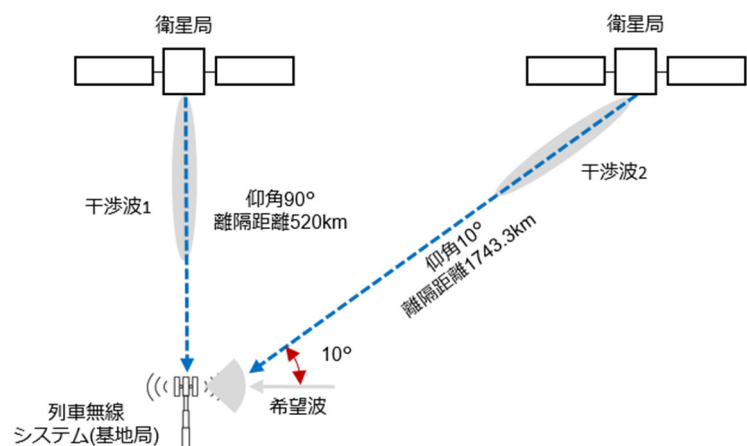 衛星局
衛星局
干渉波1
仰角90°
離隔距離520km
干渉波2
仰角10°
離隔距離1743.3km
10°
希望波
列車無線
システム(基地局)